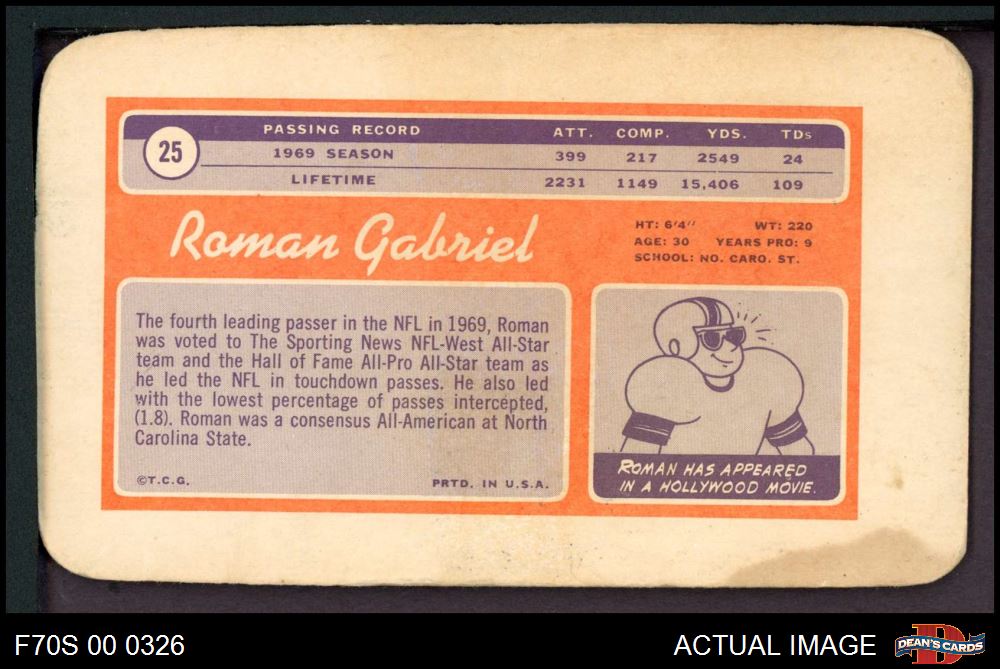 25
PASSING RECORD ATT. COMP. YDS. TDs
1969 SEASON 399 217 2549 24
LIFETIME 2231 1149 15,406 109
Roman Gabriel
HT: 6'4" WT: 220
AGE: 30 YEARS PRO: 9
SCHOOL: NO. CARO. ST.
The fourth leading passer in the NFL in 1969, Roman
was voted to The Sporting News NFL-West All-Star
team and the Hall of Fame All-Pro All-Star team as
he led the NFL in touchdown passes. He also led
with the lowest percentage of passes intercepted,
(1.8). Roman was a consensus All-American at North
Carolina State.
©T.C.G. PRTD. IN U.S.A.
ROMAN HAS APPEARED
IN A HOLLYWOOD MOVIE.
F70S 00 0326 ACTUAL IMAGE
D
DEAN'S CARDS